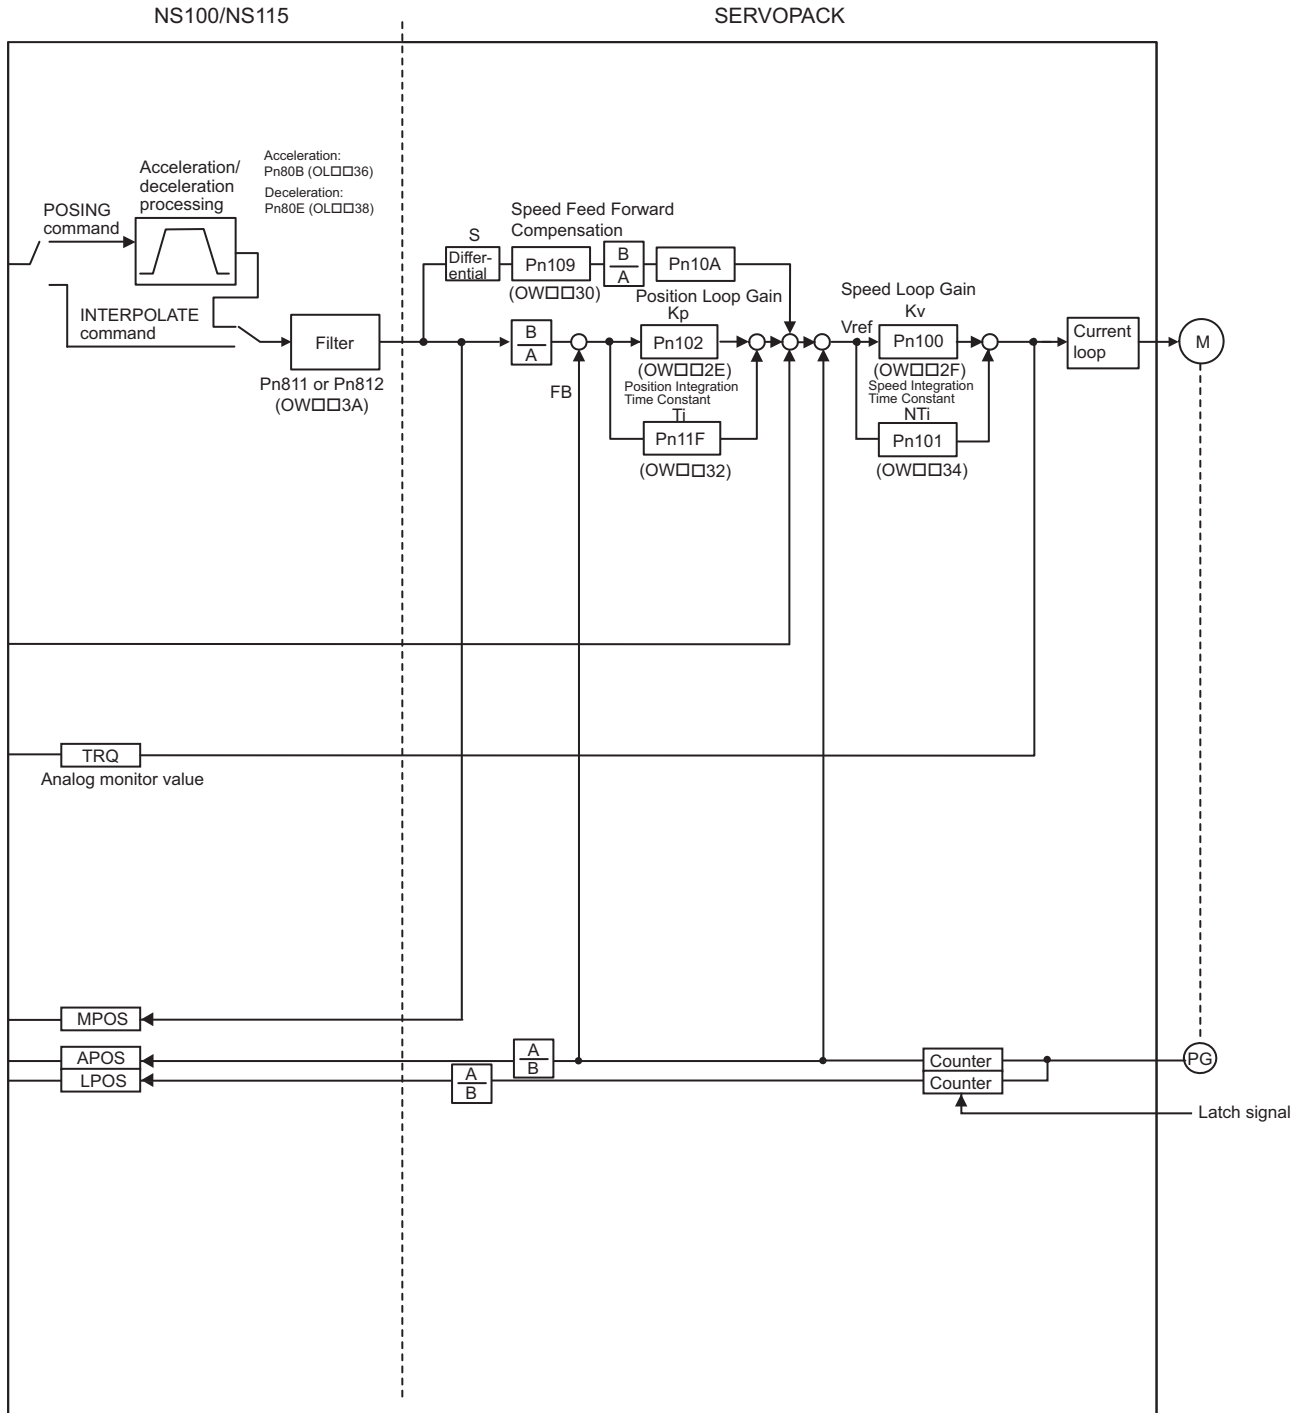 NS100/NS115
SERVOPACK
Acceleration/
deceleration
processing
Acceleration:
Pn80B (OL□□36)
Deceleration:
Pn80E (OL□□38)
POSING
command
INTERPOLATE
command
Filter
Pn811 or Pn812
(OW□□3A)
Speed Feed Forward
Compensation
S
Differ-
ential
Pn109
(OW□□30)
B
A
Pn10A
Position Loop Gain
Kp
B
A
FB
Pn102
(OW□□2E)
Position Integration
Time Constant
Ti
Pn11F
(OW□□32)
Speed Loop Gain
Kv
Vref
Pn100
(OW□□2F)
Speed Integration
Time Constant
NTi
Pn101
(OW□□34)
Current
loop
M
TRQ
Analog monitor value
MPOS
APOS
LPOS
A
B
A
B
Counter
Counter
PG
Latch signal